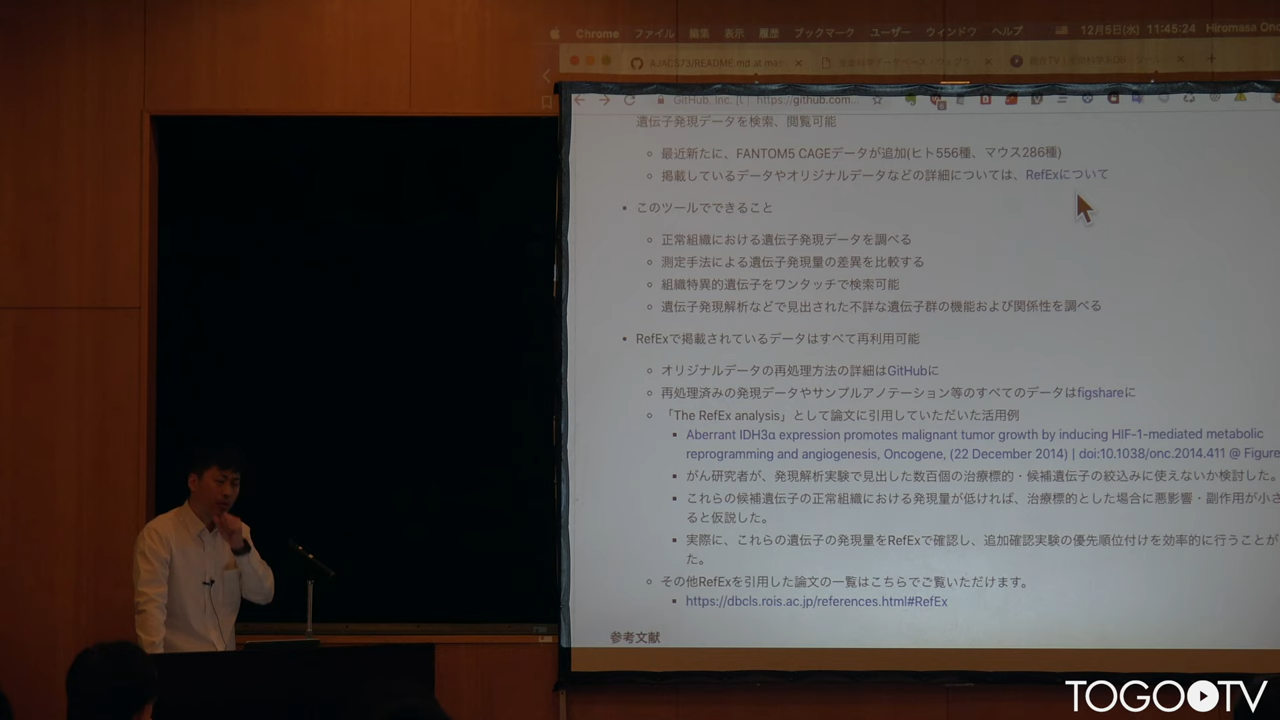 Chrome ファイル 編集 表示 履歴 ブックマーク ユーザー ウィンドウ ヘルプ 12月5日(水) 11:45:24 Hiromasa Ono
AJACS73/README.md at mas
GitHub, Inc. [U https://github.com...
遺伝子発現データを検索、閲覧可能
最近新たに、FANTOM5 CAGEデータが追加(ヒト556種、マウス286種)
掲載しているデータやオリジナルデータなどの詳細については、RefExについて
このツールでできること
正常組織における遺伝子発現データを調べる
測定手法による遺伝子発現量の差異を比較する
組織特異的遺伝子をワンタッチで検索可能
遺伝子発現解析などで見出された不詳な遺伝子群の機能および関係性を調べる
RefExで掲載されているデータはすべて再利用可能
オリジナルデータの再処理方法の詳細はGitHubに
再処理済みの発現データやサンプルアノテーション等のすべてのデータはfigshareに
「The RefEx analysis」として論文に引用していただいた活用例
Aberrant IDH3α expression promotes malignant tumor growth by inducing HIF-1-mediated metabolic
reprogramming and angiogenesis, Oncogene, (22 December 2014) | doi:10.1038/onc.2014.411 @ Figure
がん研究者が、発現解析実験で見出した数百個の治療標的・候補遺伝子の絞込みに使えないか検討した。
これらの候補遺伝子の正常組織における発現量が低ければ、治療標的とした場合に悪影響・副作用が小さ
ると仮説した。
実際に、これらの遺伝子の発現量をRefExで確認し、追加確認実験の優先順位付けを効率的に行うことが
た。
その他RefExを引用した論文の一覧はこちらでご覧いただけます。
https://dbcls.rois.ac.jp/references.html#RefEx
参考文献
TOGO TV